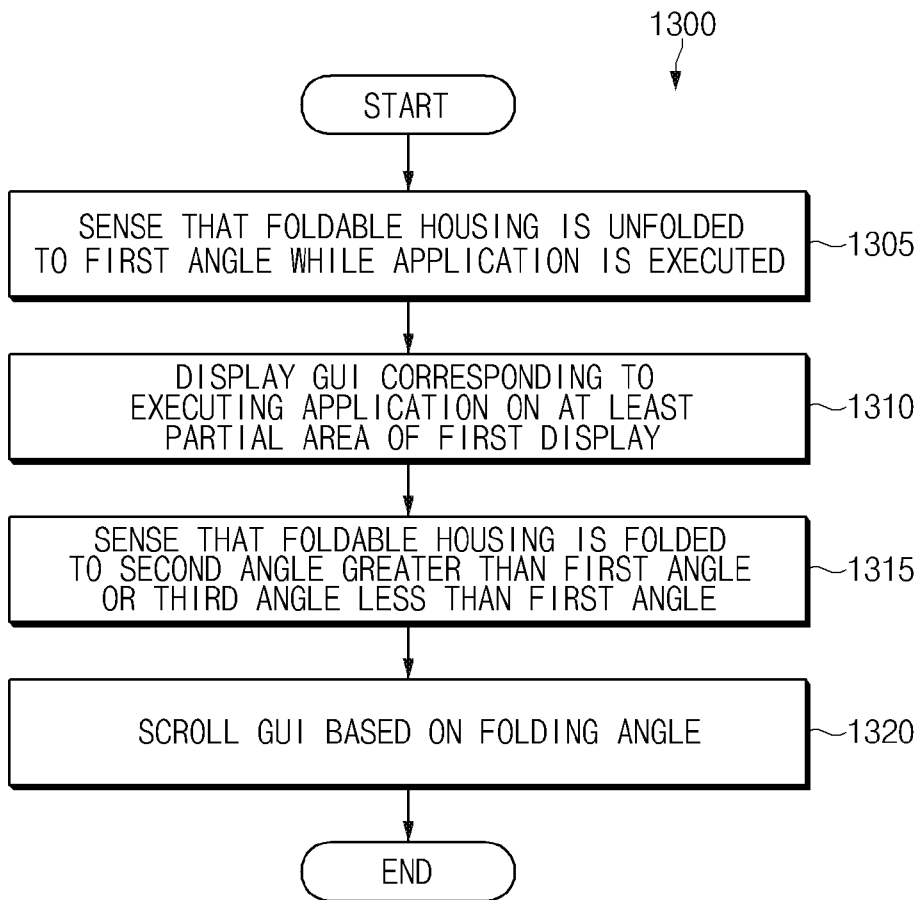 1300
START
SENSE THAT FOLDABLE HOUSING IS UNFOLDED
TO FIRST ANGLE WHILE APPLICATION IS EXECUTED
1305
DISPLAY GUI CORRESPONDING TO
EXECUTING APPLICATION ON AT LEAST
PARTIAL AREA OF FIRST DISPLAY
1310
SENSE THAT FOLDABLE HOUSING IS FOLDED
TO SECOND ANGLE GREATER THAN FIRST ANGLE
OR THIRD ANGLE LESS THAN FIRST ANGLE
1315
SCROLL GUI BASED ON FOLDING ANGLE
1320
END